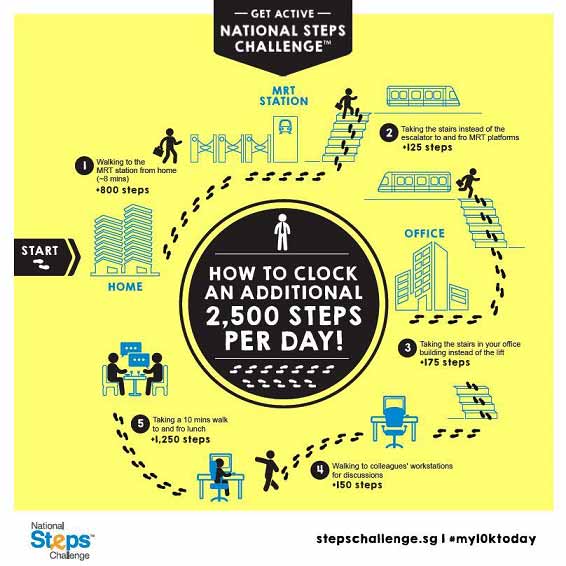 GET ACTIVE
NATIONAL STEPS
CHALLENGE™
MRT
STATION
1
Walking to the
MRT station from home
(~8 mins)
+800 steps
2
Taking the stairs instead of the
escalator to and fro MRT platforms
+125 steps
START
HOME
OFFICE
HOW TO CLOCK
AN ADDITIONAL
2,500 STEPS
PER DAY!
3
Taking the stairs in your office
building instead of the lift
+175 steps
4
Walking to colleagues' workstations
for discussions
+150 steps
5
Taking a 10 mins walk
to and fro lunch
+1,250 steps
National
Steps™
Challenge
stepschallenge.sg | #my10ktoday